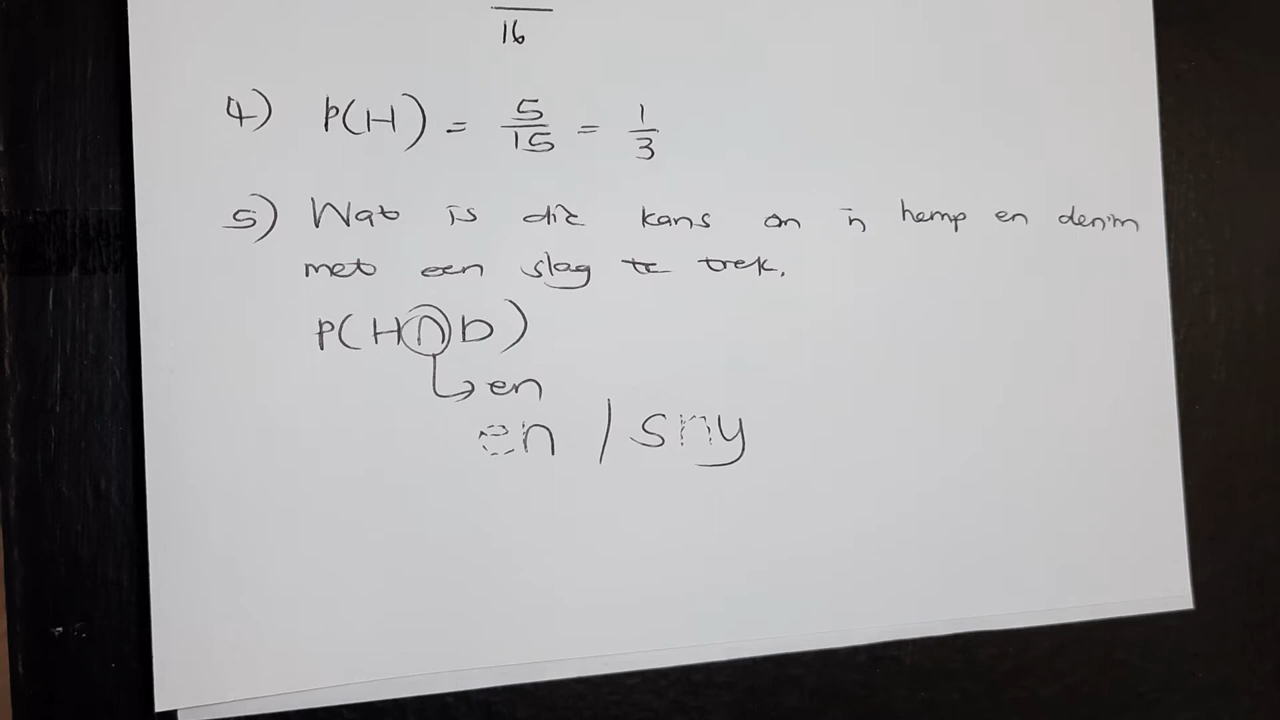 16
4) P(H) = 5/15 = 1/3
5) Wat is die kans om 'n hemp en denim
met een slag te trek.
P(H∩D)
↳ en
en / sny